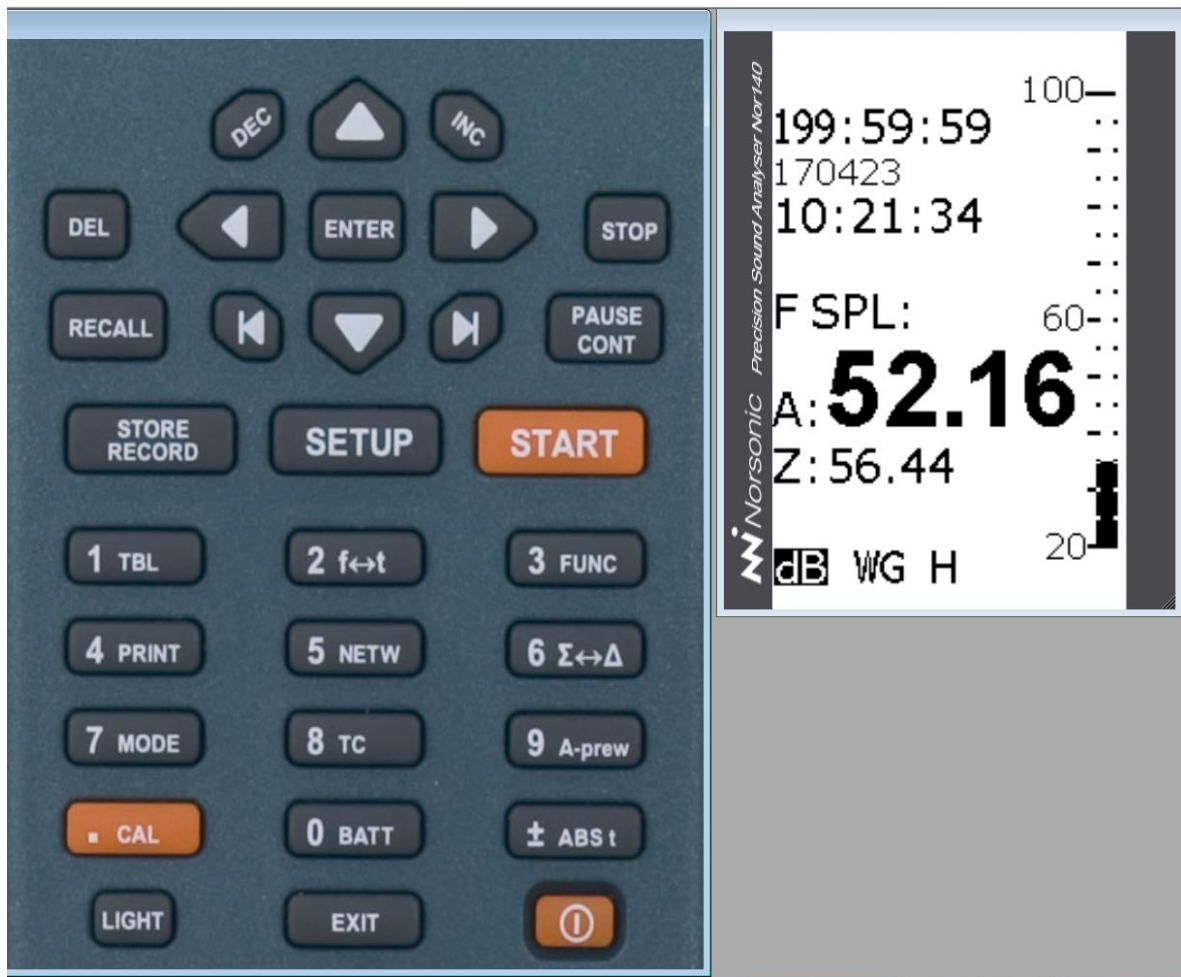 DEC
INC
DEL
ENTER
STOP
RECALL
PAUSE
CONT
STORE
RECORD
SETUP
START
1 TBL
2 f↔t
3 FUNC
4 PRINT
5 NETW
6 Σ↔Δ
7 MODE
8 TC
9 A-prew
. CAL
0 BATT
± ABS t
LIGHT
EXIT
Norsonic Precision Sound Analyser Nor140
100
199:59:59
170423
10:21:34
F SPL:
60
A:52.16
Z:56.44
20
dB WG H